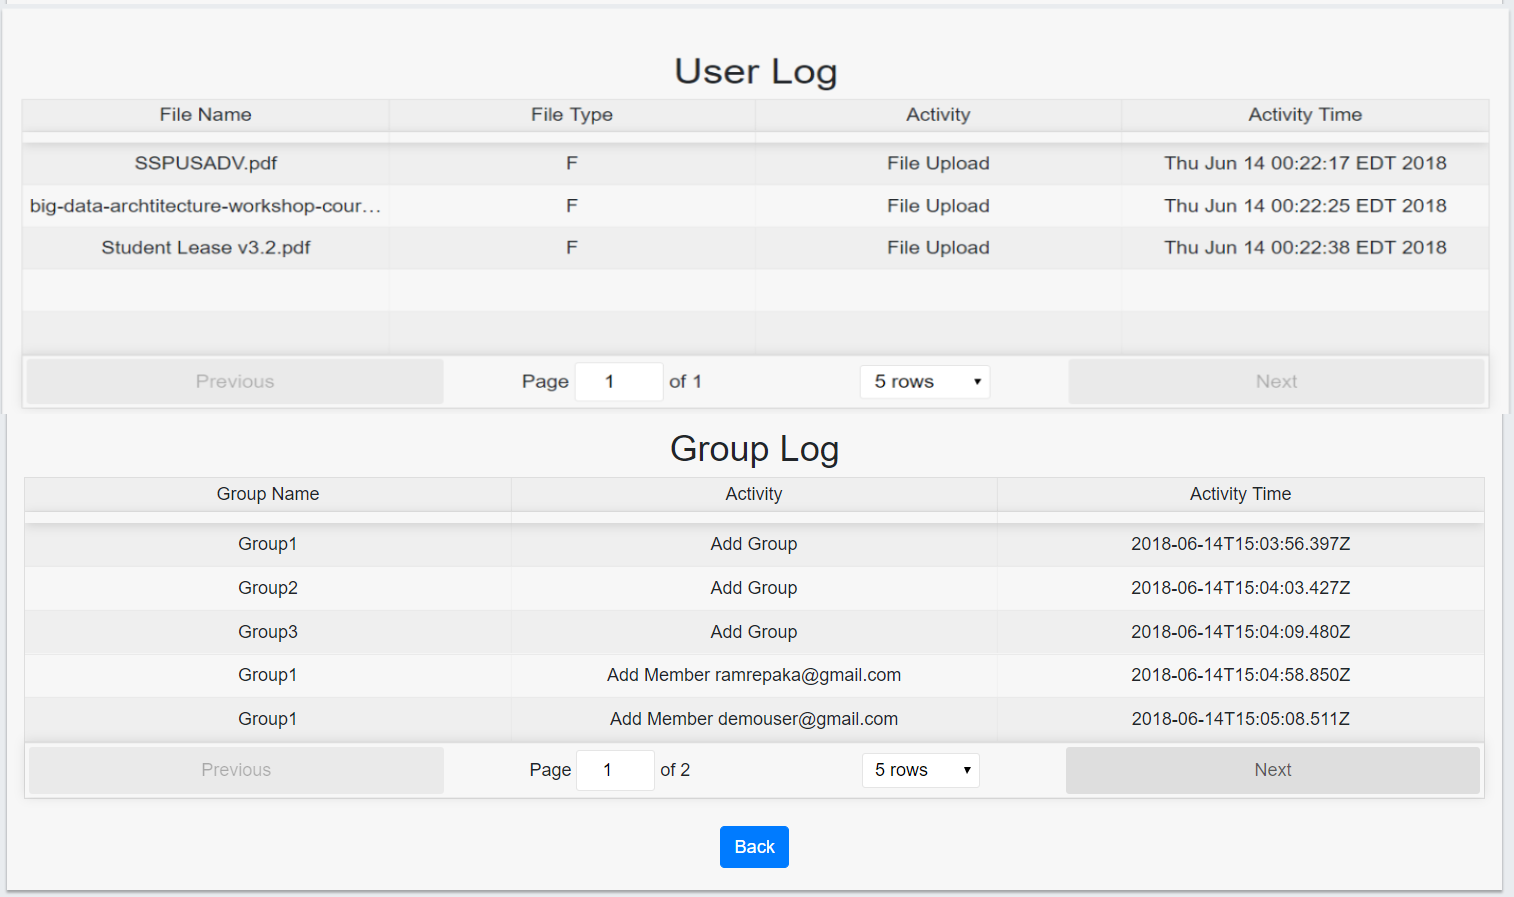 User Log
File Name File Type Activity Activity Time
SSPUSADV.pdf F File Upload Thu Jun 14 00:22:17 EDT 2018
big-data-archtitecture-workshop-cour... F File Upload Thu Jun 14 00:22:25 EDT 2018
Student Lease v3.2.pdf F File Upload Thu Jun 14 00:22:38 EDT 2018
Previous Page 1 of 1 5 rows Next
Group Log
Group Name Activity Activity Time
Group1 Add Group 2018-06-14T15:03:56.397Z
Group2 Add Group 2018-06-14T15:04:03.427Z
Group3 Add Group 2018-06-14T15:04:09.480Z
Group1 Add Member ramrepaka@gmail.com 2018-06-14T15:04:58.850Z
Group1 Add Member demouser@gmail.com 2018-06-14T15:05:08.511Z
Previous Page 1 of 2 5 rows Next
Back